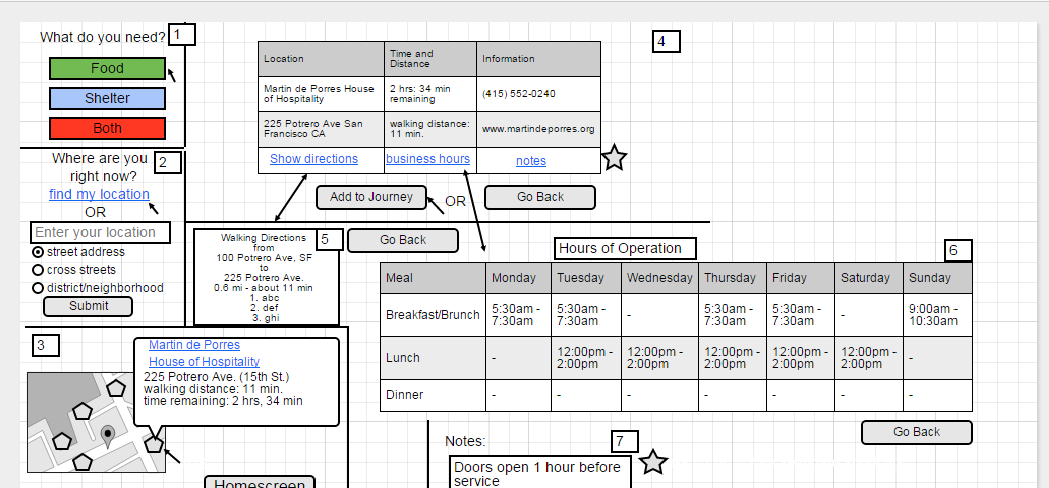 What do you need?
1
Food
Shelter
Both
Where are you
right now?
2
find my location
OR
Enter your location
street address
cross streets
district/neighborhood
Submit
3
Martin de Porres
House of Hospitality
225 Potrero Ave. (15th St.)
walking distance: 11 min.
time remaining: 2 hrs, 34 min
Homescreen
4
Location
Time and
Distance
Information
Martin de Porres House
of Hospitality
2 hrs: 34 min
remaining
(415) 552-0240
225 Potrero Ave San
Francisco CA
walking distance:
11 min.
www.martindeporres.org
Show directions
business hours
notes
Add to Journey
OR
Go Back
5
Walking Directions
from
100 Potrero Ave, SF
to
225 Potrero Ave.
0.6 mi - about 11 min
1. abc
2. def
3. ghi
Go Back
Hours of Operation
6
Meal
Monday
Tuesday
Wednesday
Thursday
Friday
Saturday
Sunday
Breakfast/Brunch
5:30am -
7:30am
5:30am -
7:30am
-
5:30am -
7:30am
5:30am -
7:30am
-
9:00am -
10:30am
Lunch
-
12:00pm -
2:00pm
12:00pm -
2:00pm
12:00pm -
2:00pm
12:00pm -
2:00pm
12:00pm -
2:00pm
-
Dinner
-
-
-
-
-
-
-
Go Back
Notes:
7
Doors open 1 hour before
service